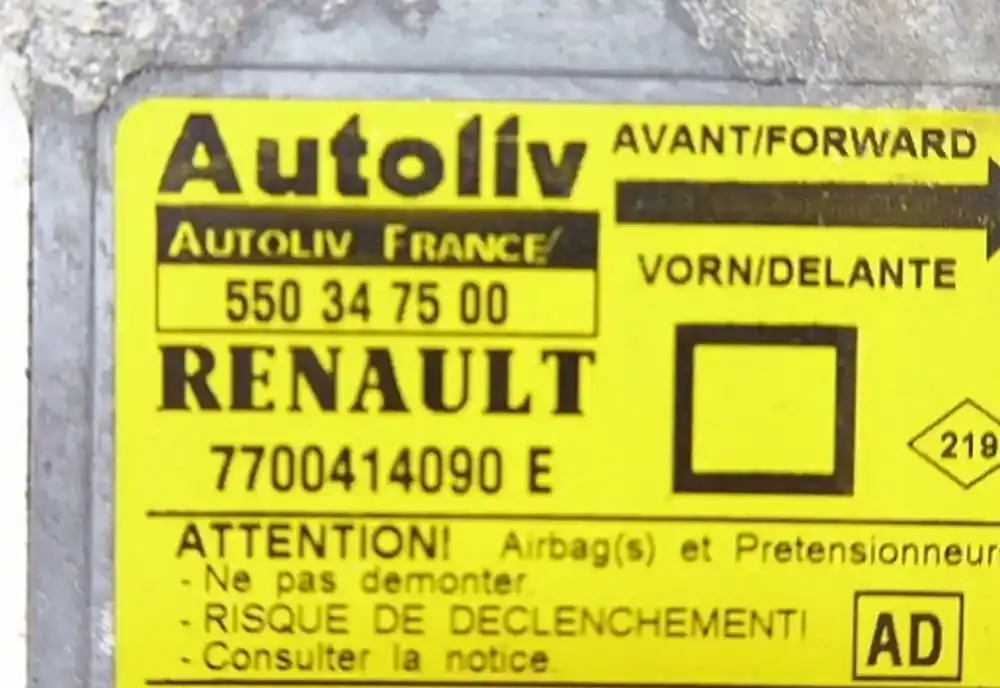 Autoliv
AUTOLIV FRANCE/
550 34 75 00
RENAULT
7700414090 E
AVANT/FORWARD
VORN/DELANTE
219
ATTENTION! Airbag(s) et Pretensionneur
- Ne pas demonter.
- RISQUE DE DECLENCHEMENT!
- Consulter la notice.
AD